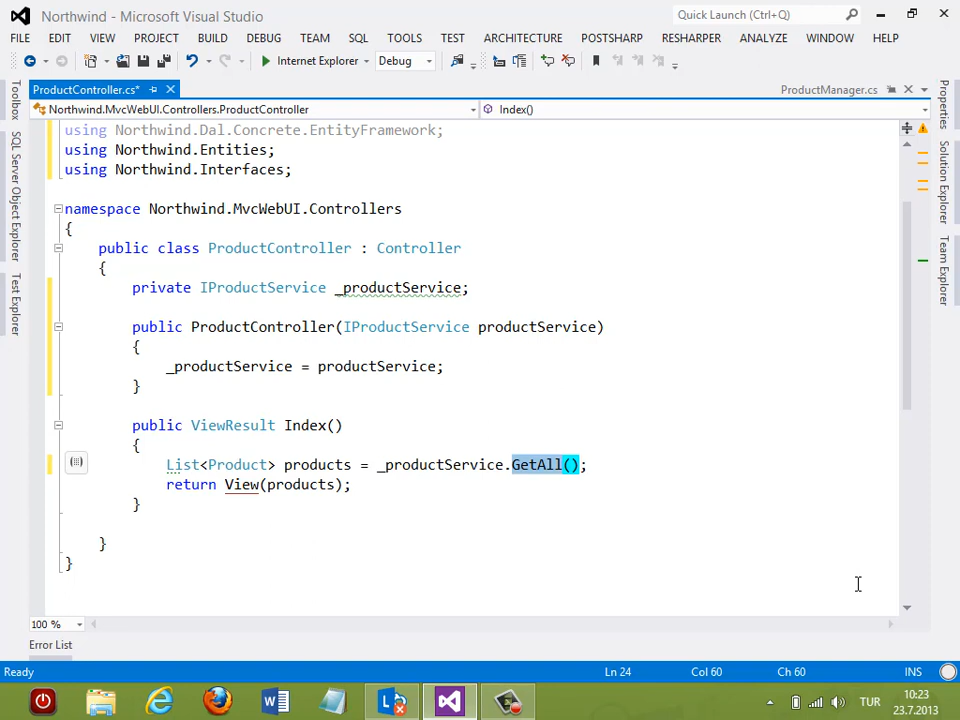 Northwind - Microsoft Visual Studio
Quick Launch (Ctrl+Q)
FILE EDIT VIEW PROJECT BUILD DEBUG TEAM SQL TOOLS TEST ARCHITECTURE POSTSHARP RESHARPER ANALYZE WINDOW HELP
Internet Explorer Debug
ProductController.cs*
ProductManager.cs
Northwind.MvcWebUI.Controllers.ProductController
Index()
Toolbox
SQL Server Object Explorer
Test Explorer
Properties
Solution Explorer
Team Explorer
using Northwind.Dal.Concrete.EntityFramework;
using Northwind.Entities;
using Northwind.Interfaces;
namespace Northwind.MvcWebUI.Controllers
{
public class ProductController : Controller
{
private IProductService _productService;
public ProductController(IProductService productService)
{
_productService = productService;
}
public ViewResult Index()
{
List<Product> products = _productService.GetAll();
return View(products);
}
}
}
100 %
Error List
Ready Ln 24 Col 60 Ch 60 INS
TUR
10:23
23.7.2013